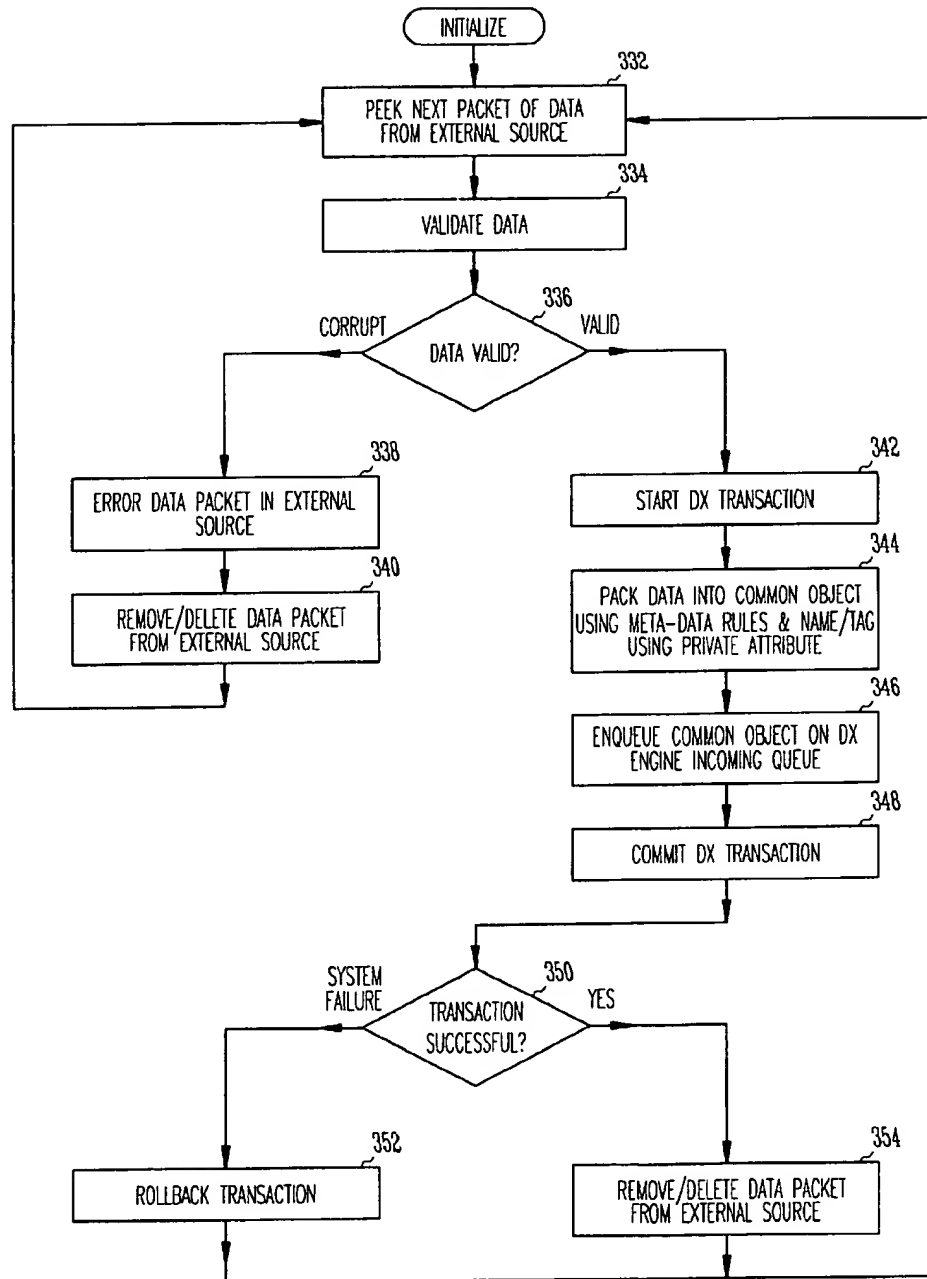 INITIALIZE
332
PEEK NEXT PACKET OF DATA
FROM EXTERNAL SOURCE
334
VALIDATE DATA
336
CORRUPT
VALID
DATA VALID?
338
ERROR DATA PACKET IN EXTERNAL
SOURCE
340
REMOVE/DELETE DATA PACKET
FROM EXTERNAL SOURCE
342
START DX TRANSACTION
344
PACK DATA INTO COMMON OBJECT
USING META-DATA RULES & NAME/TAG
USING PRIVATE ATTRIBUTE
346
ENQUEUE COMMON OBJECT ON DX
ENGINE INCOMING QUEUE
348
COMMIT DX TRANSACTION
350
SYSTEM
FAILURE
YES
TRANSACTION
SUCCESSFUL?
352
ROLLBACK TRANSACTION
354
REMOVE/DELETE DATA PACKET
FROM EXTERNAL SOURCE